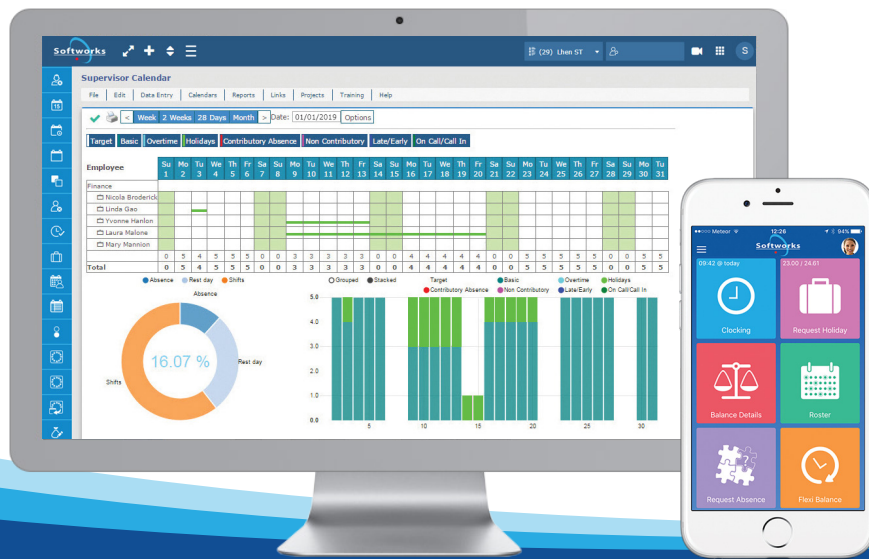 Softworks
(29) Lhen ST
S
Supervisor Calendar
File Edit Data Entry Calendars Reports Links Projects Training Help
< Week 2 Weeks 28 Days Month > Date: 01/01/2019 Options
Target Basic Overtime Holidays Contributory Absence Non Contributory Late/Early On Call/Call In
Employee Su Mo Tu We Th Fr Sa Su Mo Tu We Th Fr Sa Su Mo Tu We Th Fr Sa Su Mo Tu We Th Fr Sa Su Mo Tu
1 2 3 4 5 6 7 8 9 10 11 12 13 14 15 16 17 18 19 20 21 22 23 24 25 26 27 28 29 30 31
Finance
Nicola Broderick
Linda Gao
Yvonne Hanlon
Laura Malone
Mary Mannion
0 5 4 5 5 5 0 0 3 3 3 3 3 0 0 4 4 4 4 4 0 0 5 5 5 5 5 0 0 5 5
Total 0 5 4 5 5 5 0 0 3 3 3 3 3 0 0 4 4 4 4 4 0 0 5 5 5 5 5 0 0 5 5
Absence Rest day Shifts
Absence
16.07 %
Rest day
Shifts
Grouped Stacked Target Basic Overtime Holidays
Contributory Absence Non Contributory Late/Early On Call/Call In
5.0
4.0
3.0
2.0
1.0
0.0
5 10 15 20 25 30
Meteor 12:26 94%
Softworks
09:42 @ today
23.00 / 24.61
Clocking
Request Holiday
Balance Details
Roster
Request Absence
Flexi Balance